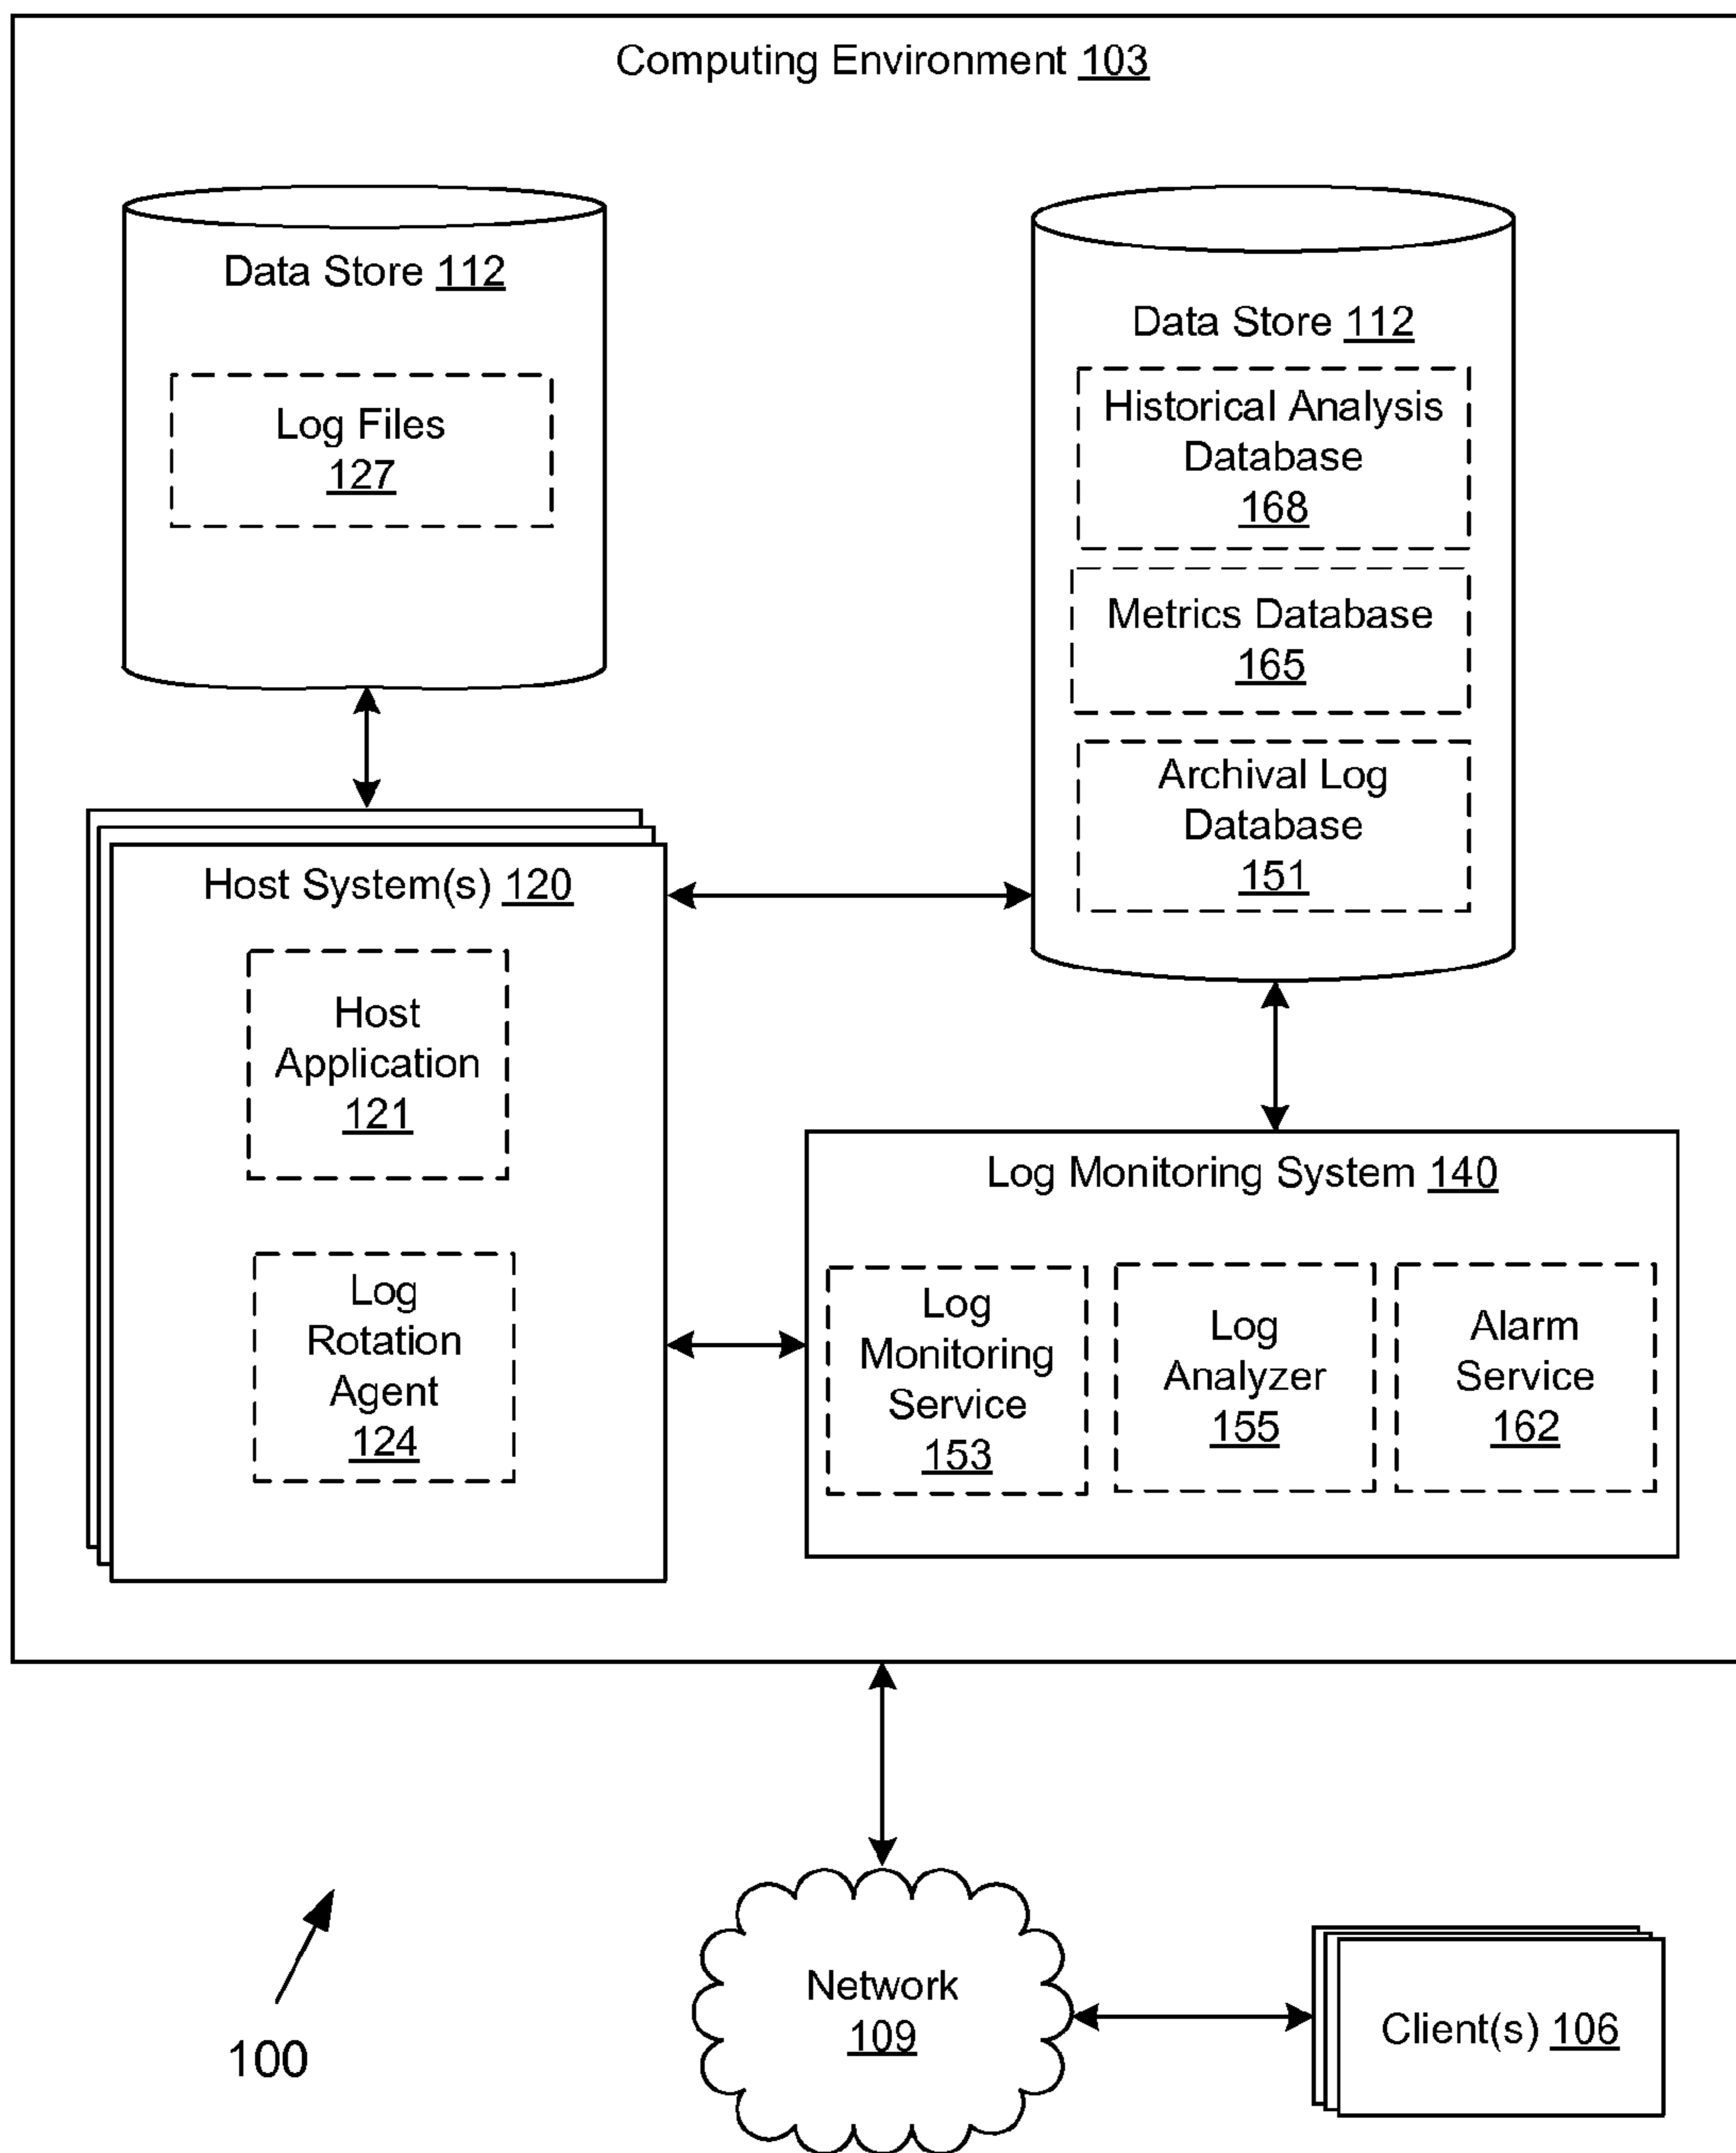 Computing Environment 103
Data Store 112
Log Files
127
Data Store 112
Historical Analysis
Database
168
Metrics Database
165
Archival Log
Database
151
Host System(s) 120
Host
Application
121
Log
Rotation
Agent
124
Log Monitoring System 140
Log
Monitoring
Service
153
Log
Analyzer
155
Alarm
Service
162
Network
109
Client(s) 106
100